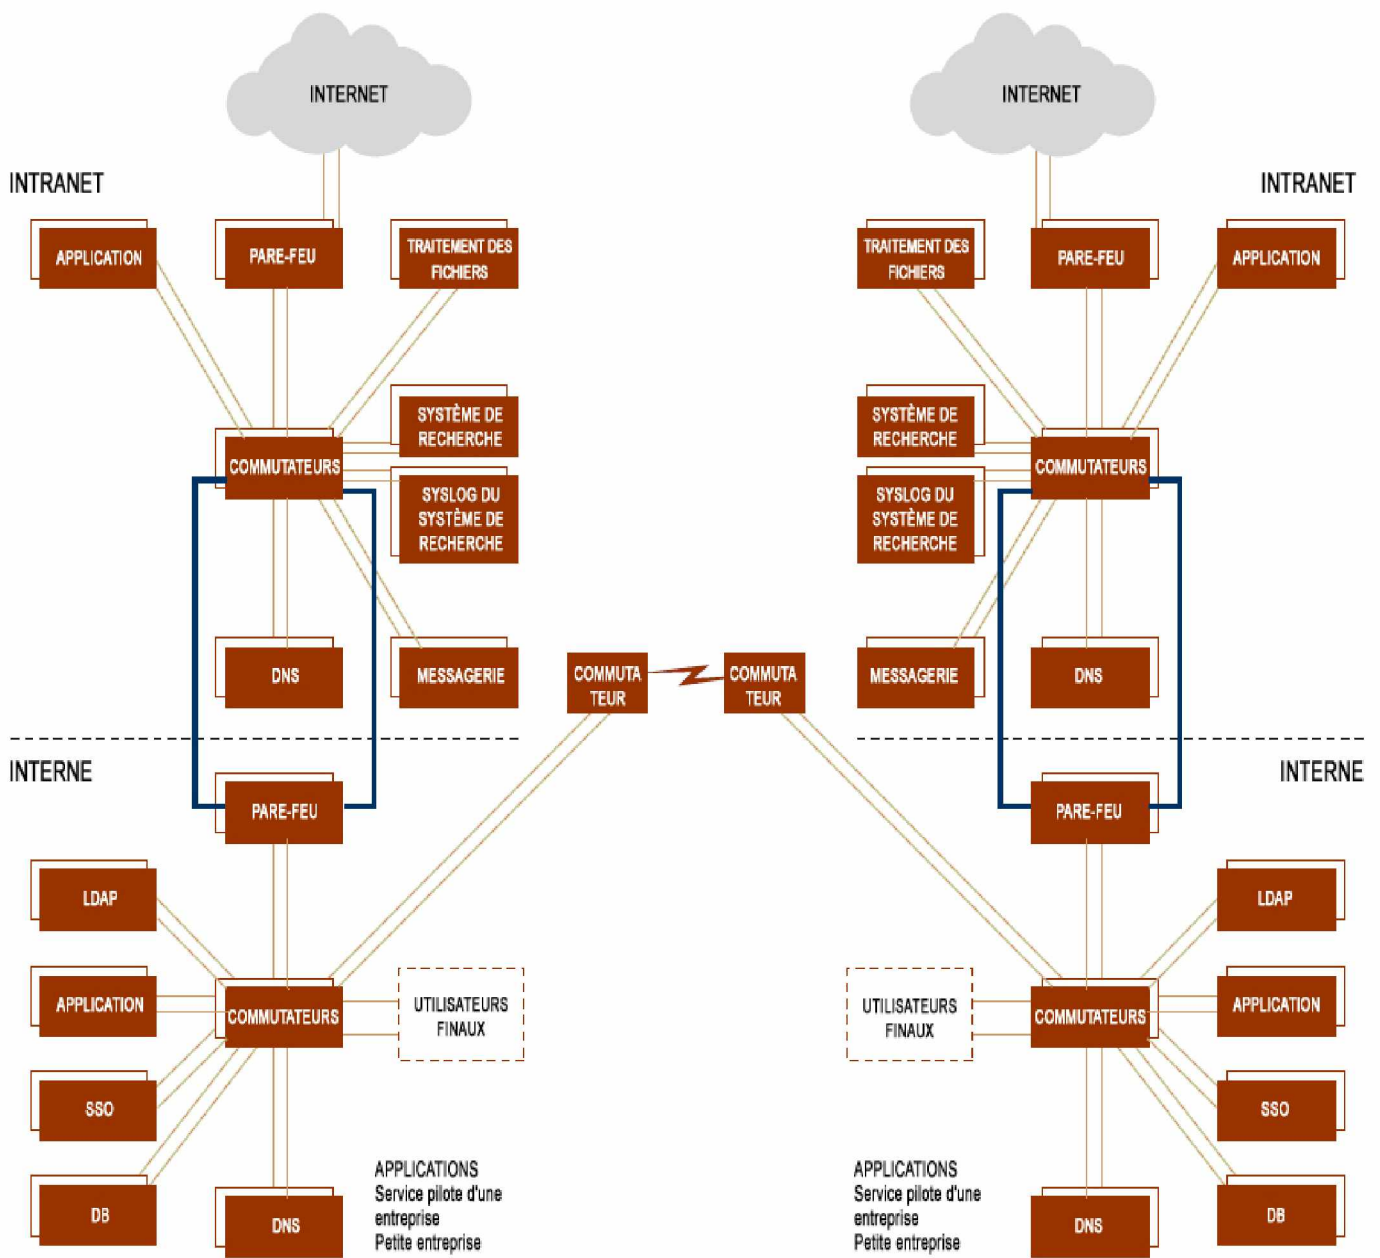 INTERNET
INTERNET
INTRANET
INTRANET
APPLICATION
PARE-FEU
TRAITEMENT DES
FICHIERS
TRAITEMENT DES
FICHIERS
PARE-FEU
APPLICATION
SYSTÈME DE
RECHERCHE
SYSTÈME DE
RECHERCHE
COMMUTATEURS
COMMUTATEURS
SYSLOG DU
SYSTÈME DE
RECHERCHE
SYSLOG DU
SYSTÈME DE
RECHERCHE
DNS
MESSAGERIE
COMMUTA
TEUR
COMMUTA
TEUR
MESSAGERIE
DNS
INTERNE
INTERNE
PARE-FEU
PARE-FEU
LDAP
LDAP
APPLICATION
COMMUTATEURS
UTILISATEURS
FINAUX
UTILISATEURS
FINAUX
COMMUTATEURS
APPLICATION
SSO
SSO
APPLICATIONS
Service pilote d'une
entreprise
Petite entreprise
APPLICATIONS
Service pilote d'une
entreprise
Petite entreprise
DB
DNS
DNS
DB